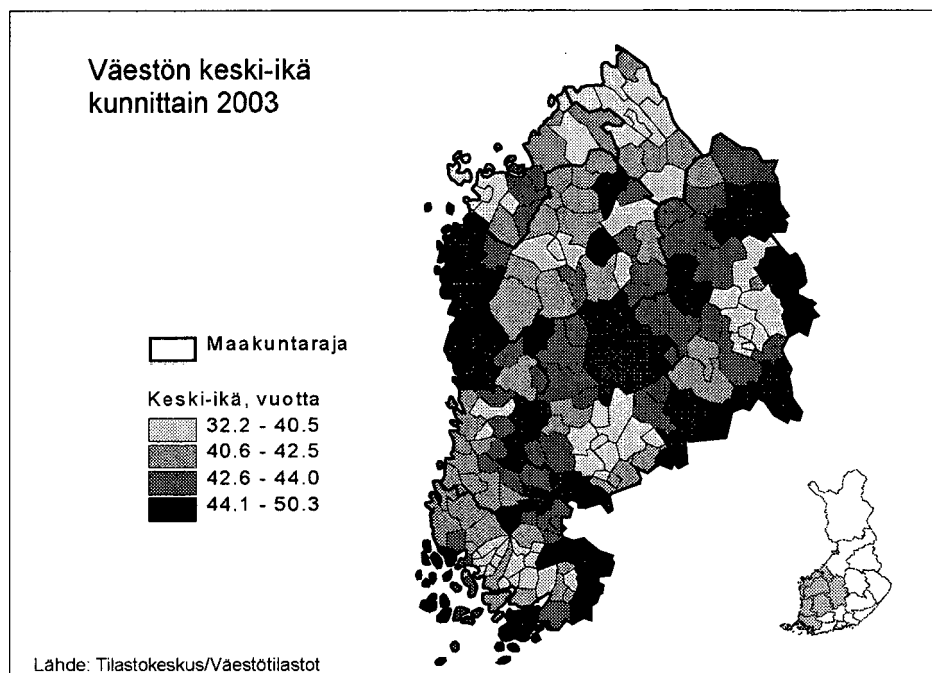 Väestön keski-ikä
kunnittain 2003
Maakuntaraja
Keski-ikä, vuotta
32.2 - 40.5
40.6 - 42.5
42.6 - 44.0
44.1 - 50.3
Lähde: Tilastokeskus/Väestötilastot